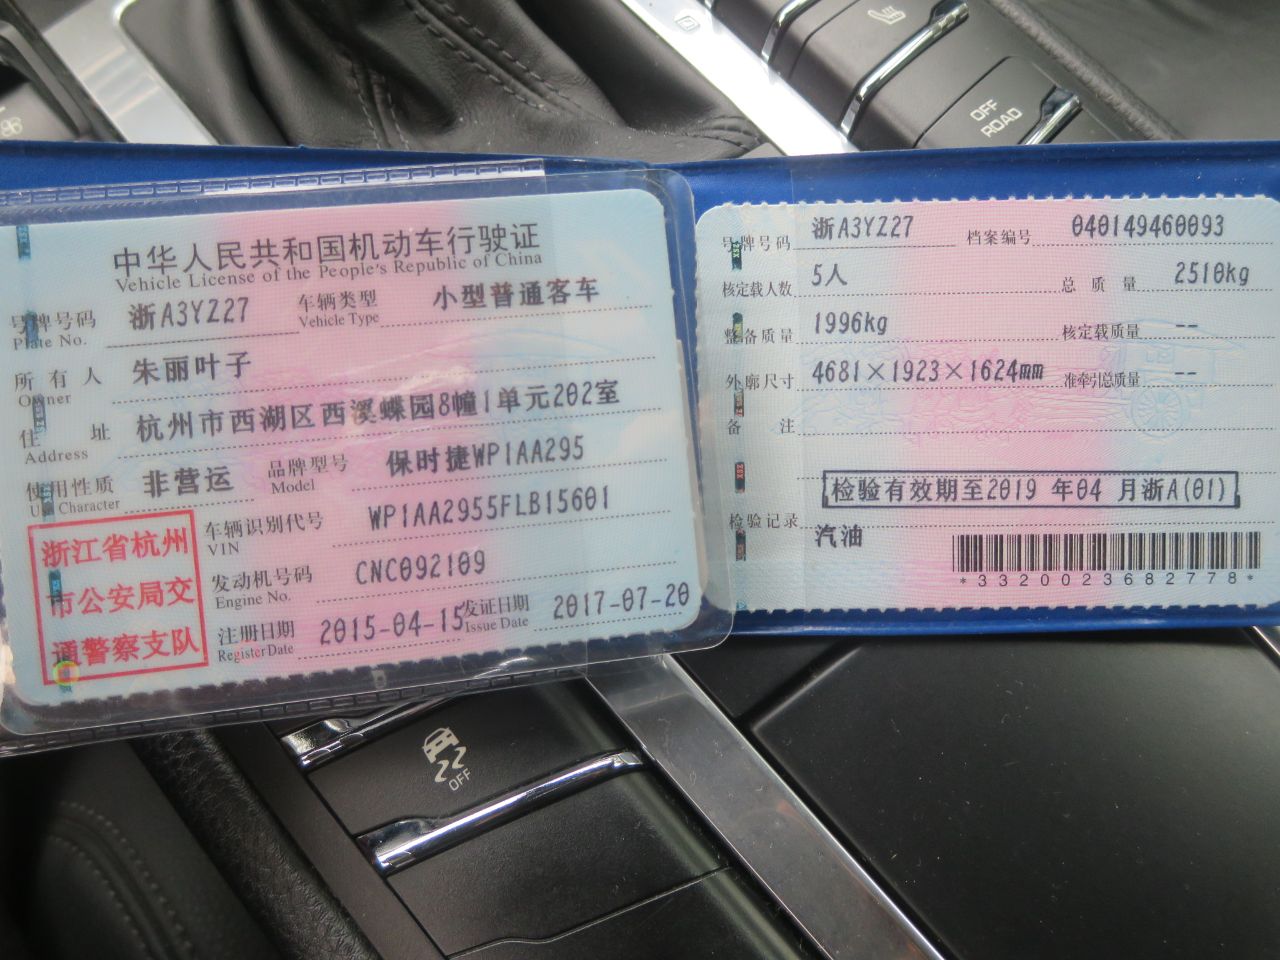 OFF
ROAD
中华人民共和国机动车行驶证
Vehicle License of the People's Republic of China
号牌号码 浙A3YZ27 车辆类型 小型普通客车
Plate No. Vehicle Type
所有人 朱丽叶子
Owner
住址 杭州市西湖区西溪蝶园8幢1单元202室
Address
使用性质 非营运 品牌型号 保时捷WP1AA295
Use Character Model
浙江省杭州
市公安局交
通警察支队
车辆识别代号 WP1AA2955FLB15601
VIN
发动机号码 CNC092109
Engine No.
注册日期 2015-04-15 发证日期 2017-07-20
Register Date Issue Date
号牌号码 浙A3YZ27 档案编号 040149460093
核定载人数 5人 总质量 2510kg
整备质量 1996kg 核定载质量 --
外廓尺寸 4681×1923×1624mm 准牵引总质量 --
备注
检验有效期至2019 年04 月浙A(01)
检验记录
汽油
*3320023682778*
OFF